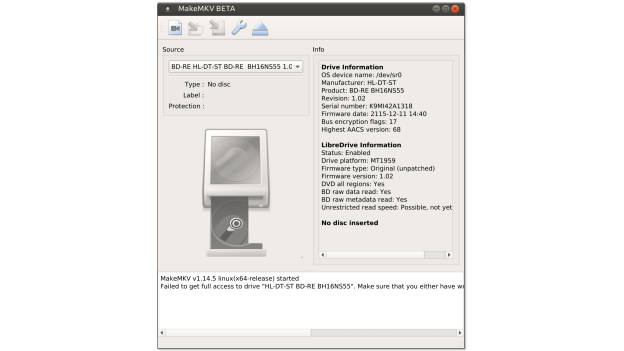 MakeMKV BETA
Source
Info
BD-RE HL-DT-ST BD-RE  BH16NS55 1.0
Type : No disc
Label :
Protection :
Drive Information
OS device name: /dev/sr0
Manufacturer: HL-DT-ST
Product: BD-RE BH16NS55
Revision: 1.02
Serial number: K9MI42A1318
Firmware date: 2115-12-11 14:40
Bus encryption flags: 17
Highest AACS version: 68
LibreDrive Information
Status: Enabled
Drive platform: MT1959
Firmware type: Original (unpatched)
Firmware version: 1.02
DVD all regions: Yes
BD raw data read: Yes
BD raw metadata read: Yes
Unrestricted read speed: Possible, not yet
No disc inserted
MakeMKV v1.14.5 linux(x64-release) started
Failed to get full access to drive "HL-DT-ST BD-RE BH16NS55". Make sure that you either have wr